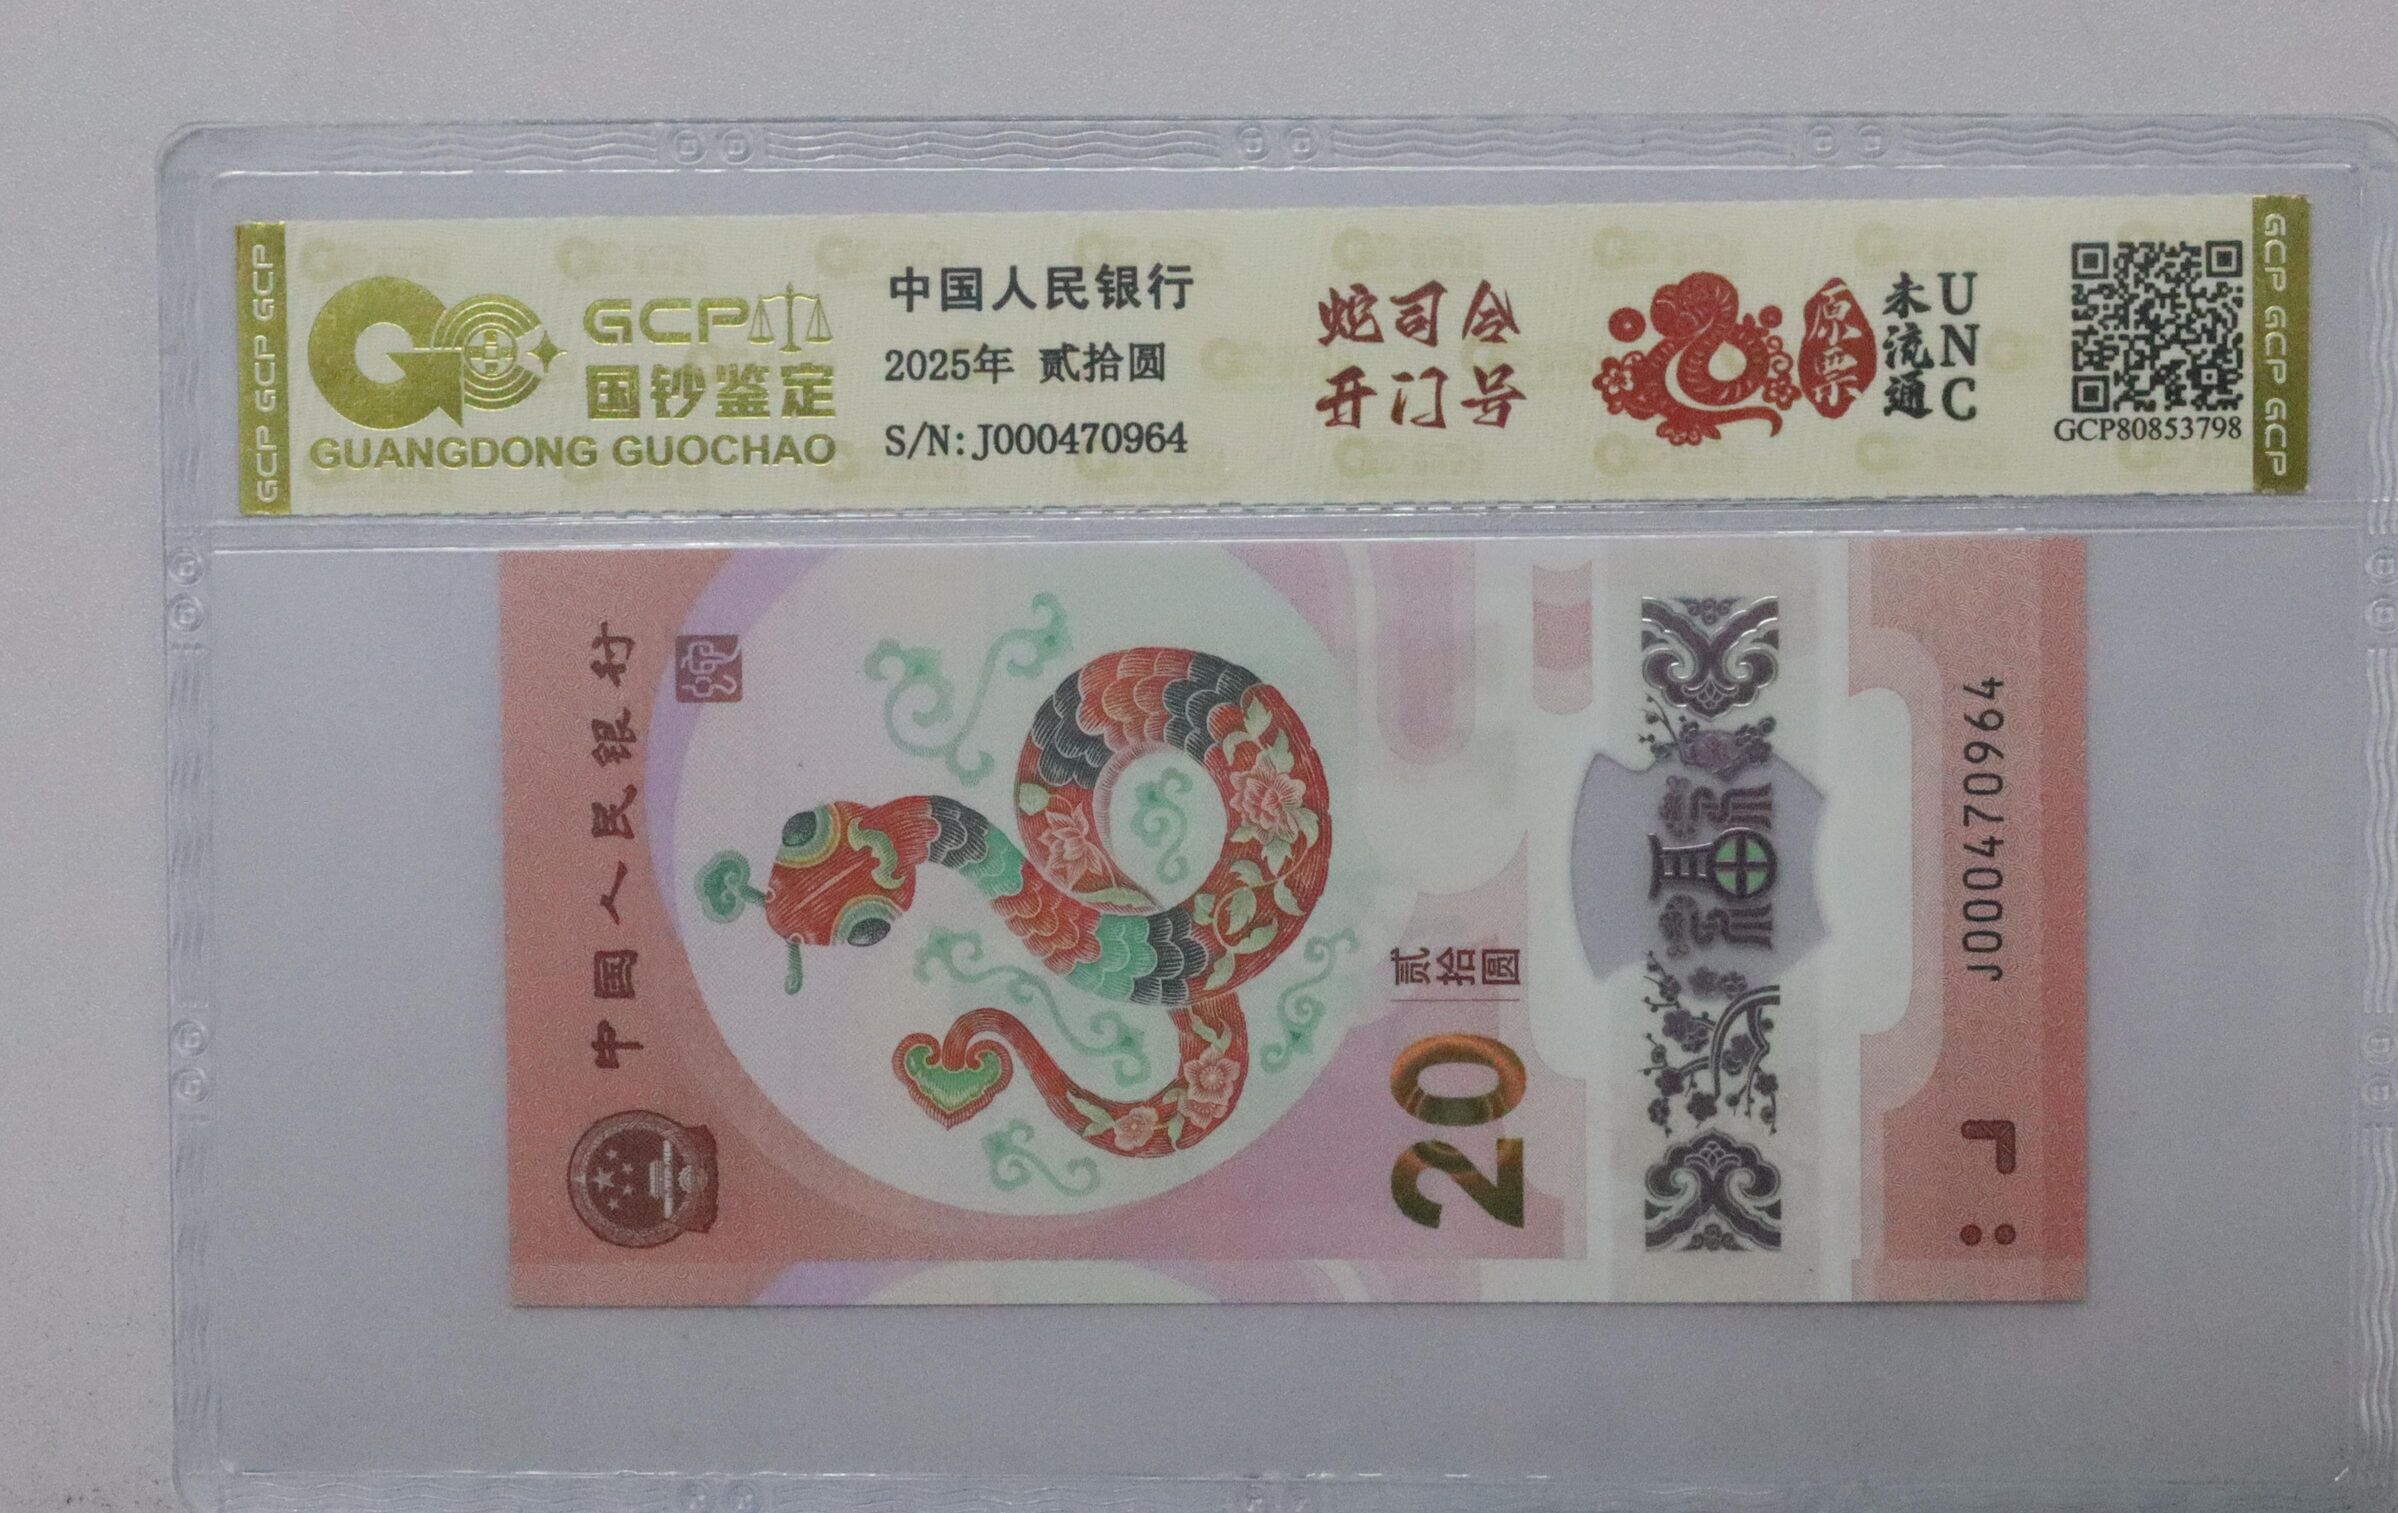 GCP GCP GCP
GCP
国钞鉴定
GUANGDONG GUOCHAO
中国人民银行
2025年 贰拾圆
S/N: J000470964
蛇司令
开门号
原票
未流通
UNC
GCP80853798
GCP GCP GCP
中国人民银行
蛇
20
贰拾圆
福
J000470964